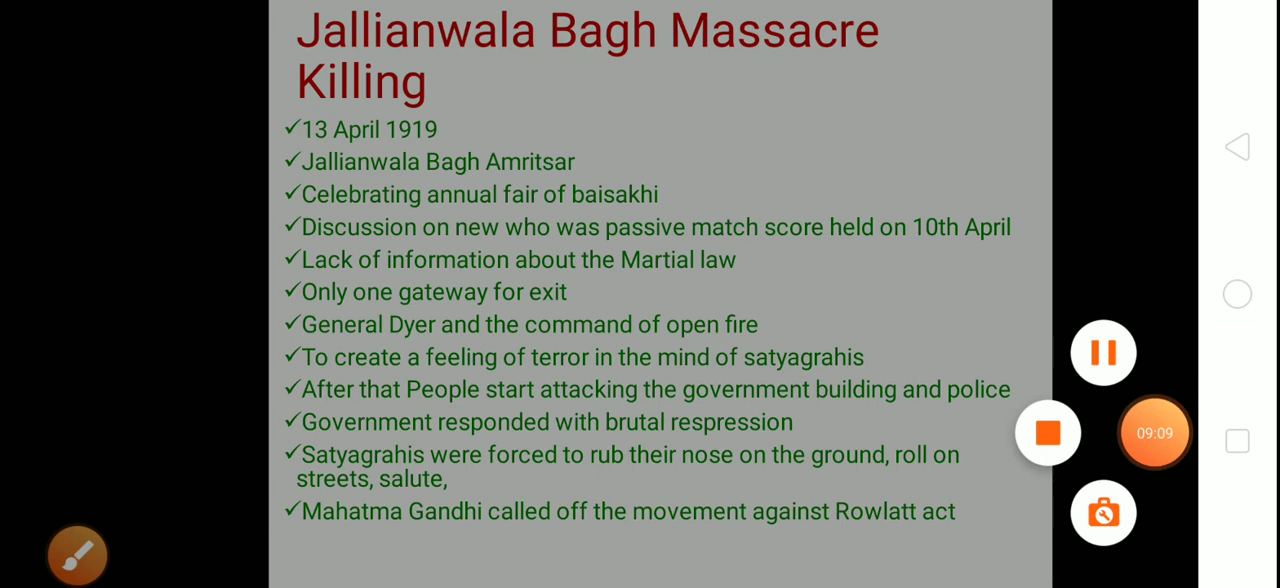 Jallianwala Bagh Massacre
Killing
✓13 April 1919
✓Jallianwala Bagh Amritsar
✓Celebrating annual fair of baisakhi
✓Discussion on new who was passive match score held on 10th April
✓Lack of information about the Martial law
✓Only one gateway for exit
✓General Dyer and the command of open fire
✓To create a feeling of terror in the mind of satyagrahis
✓After that People start attacking the government building and police
✓Government responded with brutal respression
✓Satyagrahis were forced to rub their nose on the ground, roll on
streets, salute,
✓Mahatma Gandhi called off the movement against Rowlatt act
09:09